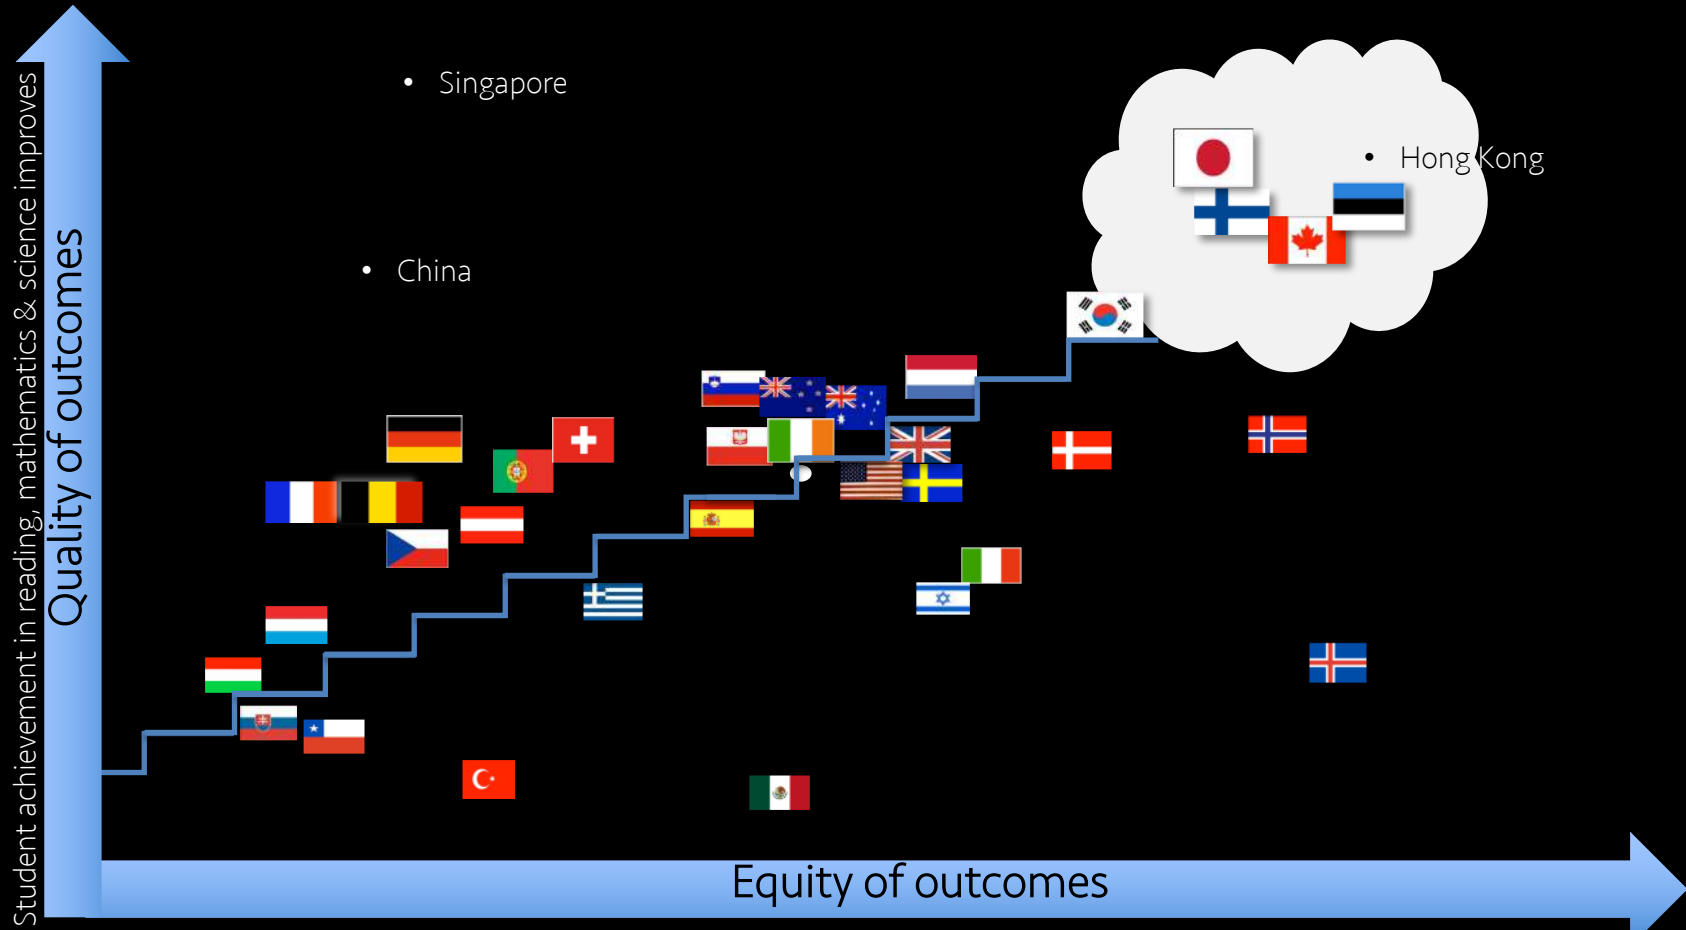 Student achievement in reading, mathematics & science improves
Quality of outcomes
• Singapore
• Hong Kong
• China
Equity of outcomes